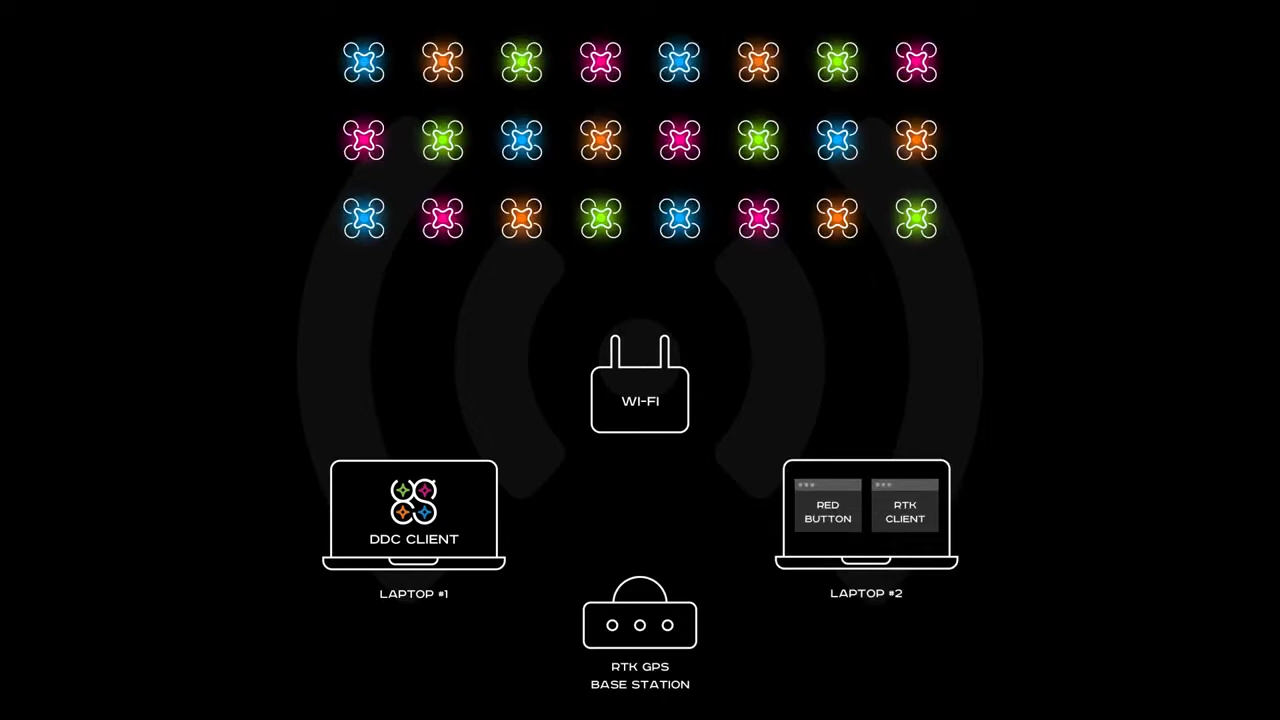 WI-FI
DDC CLIENT
LAPTOP #1
RED
BUTTON
RTK
CLIENT
LAPTOP #2
RTK GPS
BASE STATION